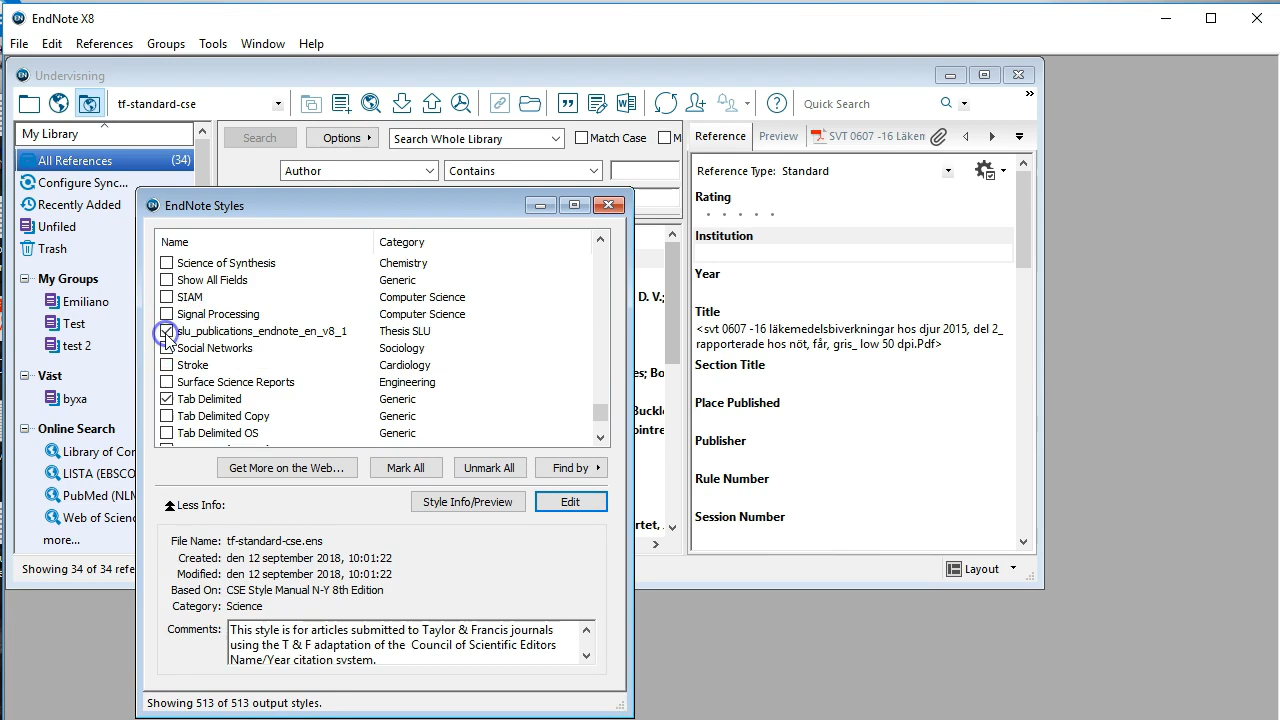 EndNote X8
File Edit References Groups Tools Window Help
Undervisning
tf-standard-cse
Quick Search
My Library
All References (34)
Configure Sync...
Recently Added
Unfiled
Trash
My Groups
Emiliano
Test
test 2
Väst
byxa
Online Search
Library of Con
LISTA (EBSCO
PubMed (NLM
Web of Scienc
more...
Showing 34 of 34 refe
Search Options Search Whole Library Match Case M
Author Contains
D. V.;
es; Bo
Buckle
ointre
rtet,
EndNote Styles
Name Category
Science of Synthesis Chemistry
Show All Fields Generic
SIAM Computer Science
Signal Processing Computer Science
slu_publications_endnote_en_v8_1 Thesis SLU
Social Networks Sociology
Stroke Cardiology
Surface Science Reports Engineering
Tab Delimited Generic
Tab Delimited Copy Generic
Tab Delimited OS Generic
Get More on the Web... Mark All Unmark All Find by
Less Info: Style Info/Preview Edit
File Name: tf-standard-cse.ens
Created: den 12 september 2018, 10:01:22
Modified: den 12 september 2018, 10:01:22
Based On: CSE Style Manual N-Y 8th Edition
Category: Science
Comments: This style is for articles submitted to Taylor & Francis journals
using the T & F adaptation of the Council of Scientific Editors
Name/Year citation system.
Showing 513 of 513 output styles.
Reference Preview SVT 0607 -16 Läken
Reference Type: Standard
Rating
Institution
Year
Title
<svt 0607 -16 läkemedelsbiverkningar hos djur 2015, del 2_
rapporterade hos nöt, får, gris_ low 50 dpi.Pdf>
Section Title
Place Published
Publisher
Rule Number
Session Number
Layout